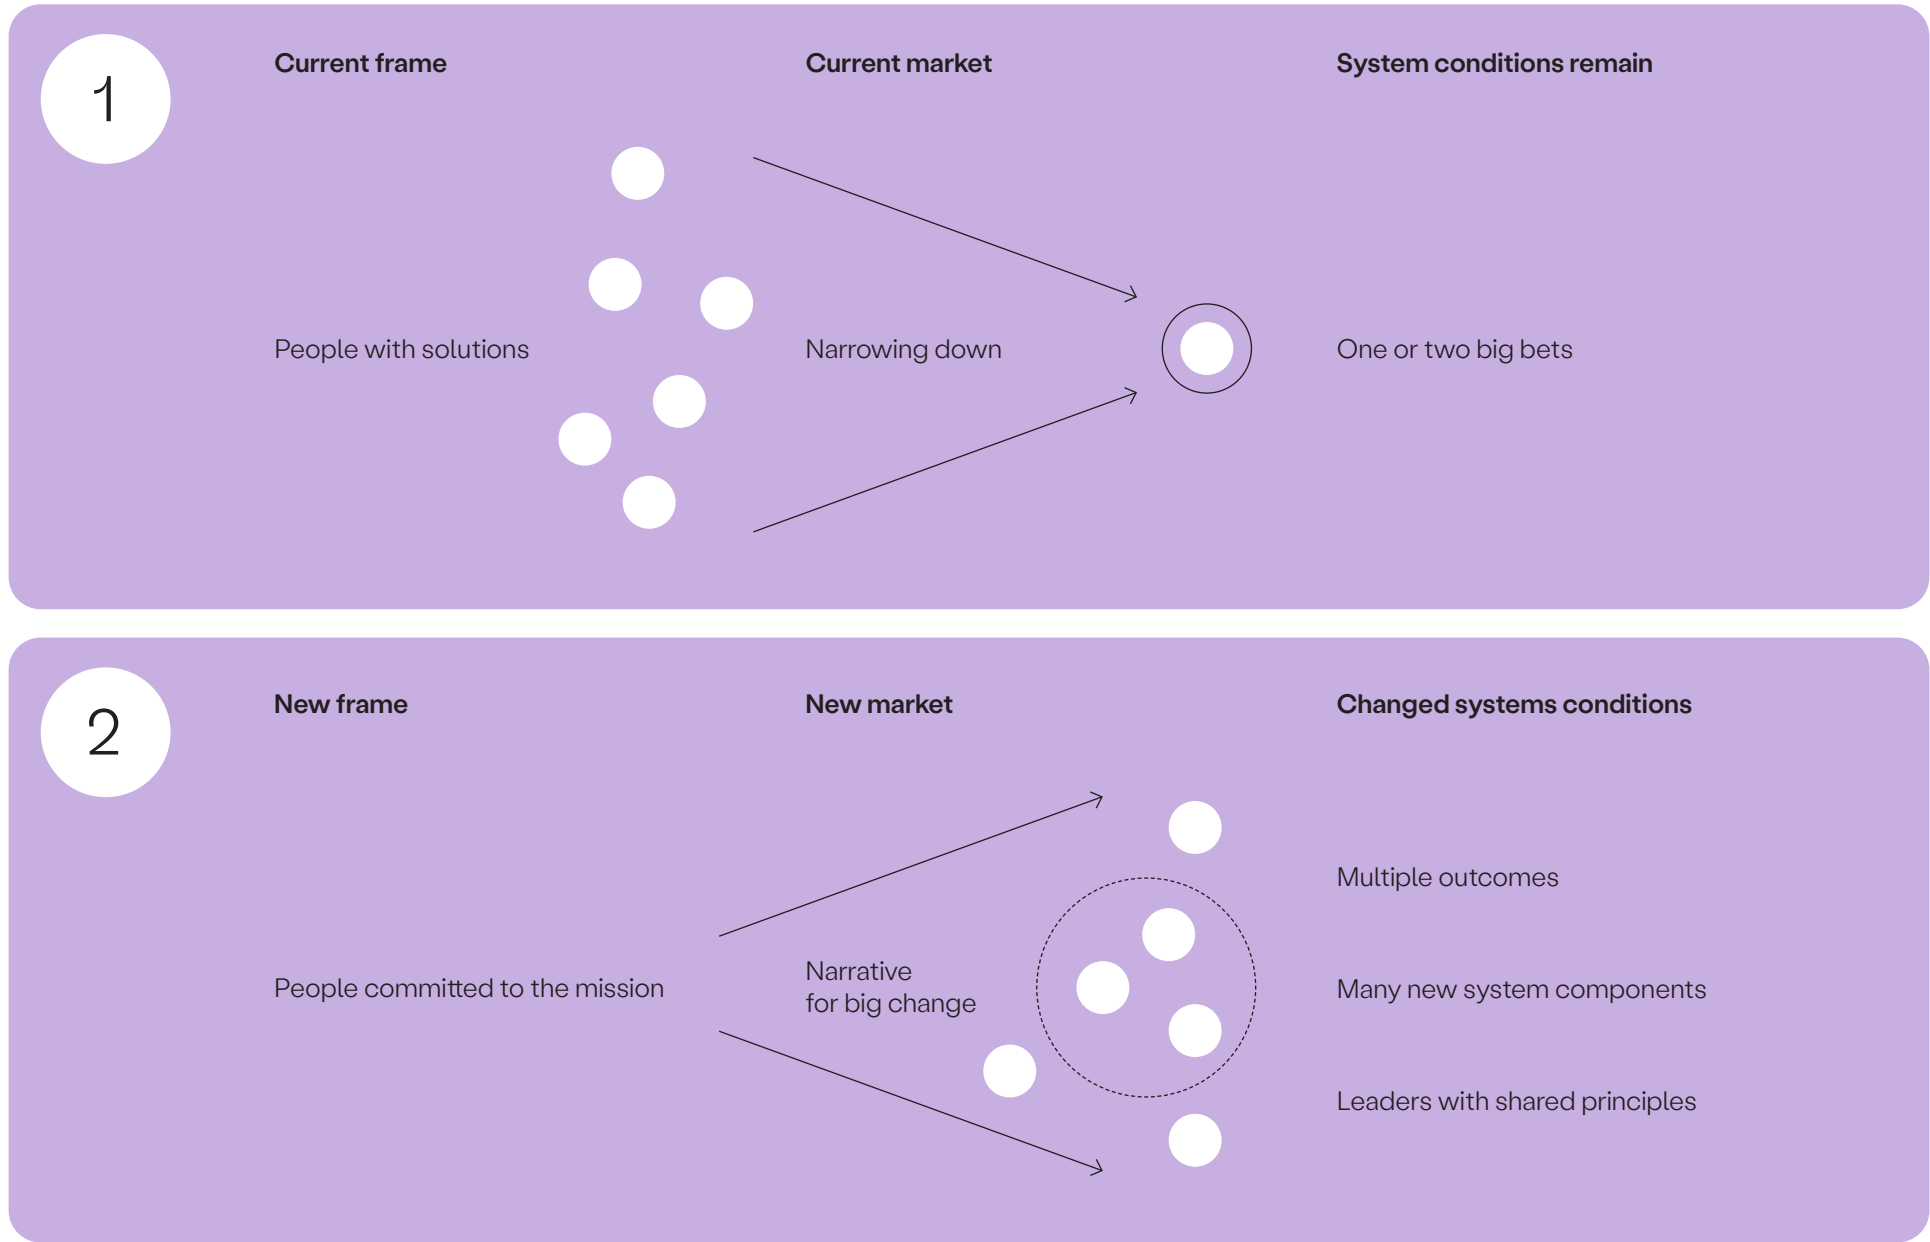 1
Current frame
Current market
System conditions remain
People with solutions
Narrowing down
One or two big bets
2
New frame
New market
Changed systems conditions
People committed to the mission
Narrative
for big change
Multiple outcomes
Many new system components
Leaders with shared principles